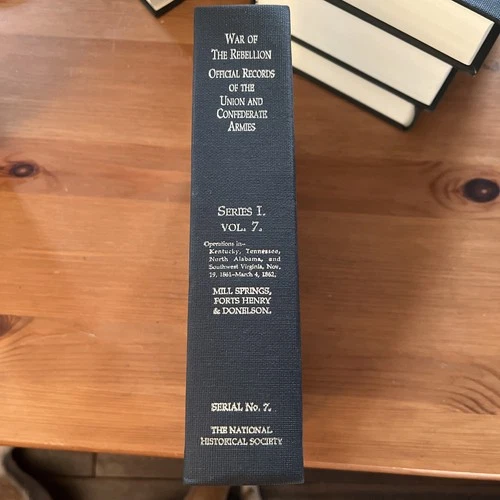 War of
The Rebellion
Official Records
of the
Union and
Confederate
Armies
Series I.
vol. 7.
Operations in–
Kentucky, Tennessee,
North Alabama, and
Southwest Virginia, Nov.
19, 1861–March 4, 1862.
MILL SPRINGS,
FORTS HENRY
& DONELSON.
SERIAL No. 7.
THE NATIONAL
HISTORICAL SOCIETY